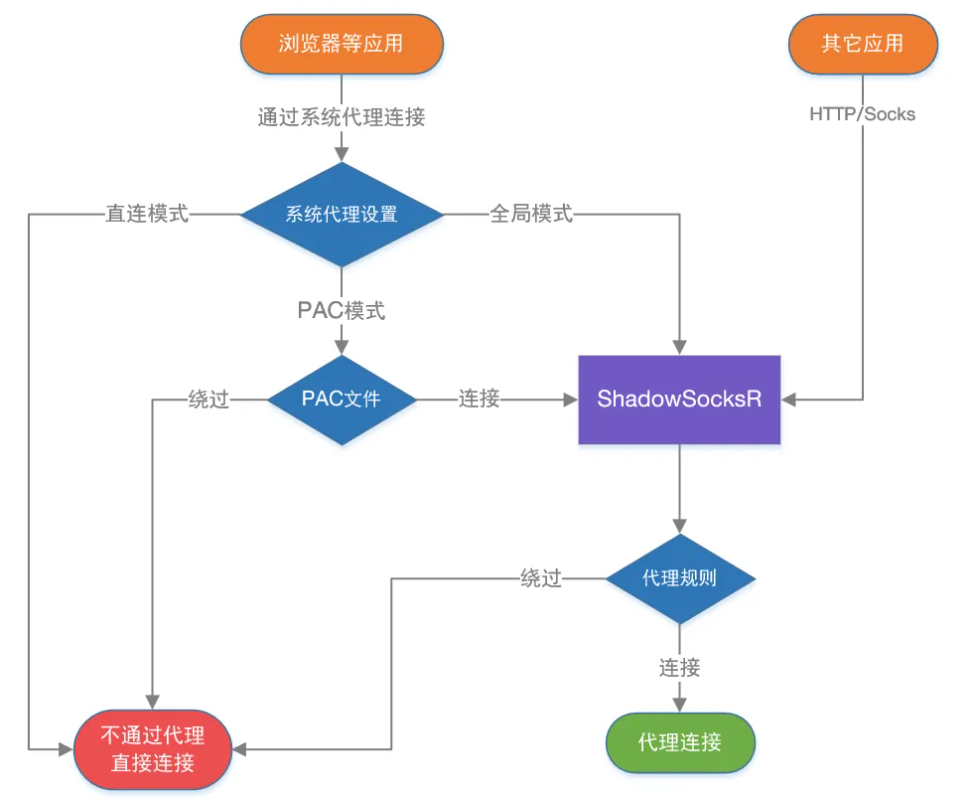 浏览器等应用
其它应用
通过系统代理连接
HTTP/Socks
直连模式
系统代理设置
全局模式
PAC模式
绕过
PAC文件
连接
ShadowSocksR
绕过
代理规则
连接
不通过代理
直接连接
代理连接